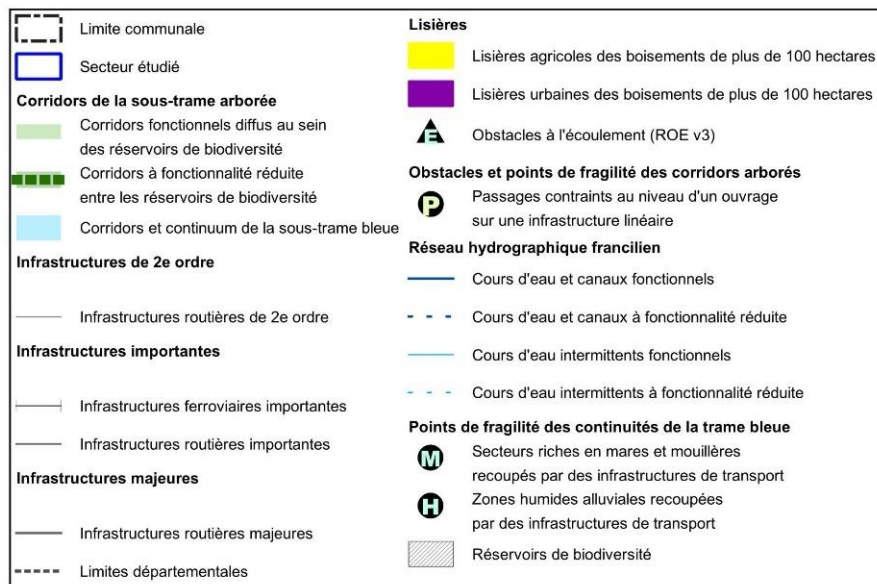 Limite communale
Secteur étudié
Corridors de la sous-trame arborée
Corridors fonctionnels diffus au sein
des réservoirs de biodiversité
Corridors à fonctionnalité réduite
entre les réservoirs de biodiversité
Corridors et continuum de la sous-trame bleue
Infrastructures de 2e ordre
Infrastructures routières de 2e ordre
Infrastructures importantes
Infrastructures ferroviaires importantes
Infrastructures routières importantes
Infrastructures majeures
Infrastructures routières majeures
Limites départementales
Lisières
Lisières agricoles des boisements de plus de 100 hectares
Lisières urbaines des boisements de plus de 100 hectares
E Obstacles à l'écoulement (ROE v3)
Obstacles et points de fragilité des corridors arborés
P Passages contraints au niveau d'un ouvrage
sur une infrastructure linéaire
Réseau hydrographique francilien
Cours d'eau et canaux fonctionnels
Cours d'eau et canaux à fonctionnalité réduite
Cours d'eau intermittents fonctionnels
Cours d'eau intermittents à fonctionnalité réduite
Points de fragilité des continuités de la trame bleue
M Secteurs riches en mares et mouillères
recoupés par des infrastructures de transport
H Zones humides alluviales recoupées
par des infrastructures de transport
Réservoirs de biodiversité